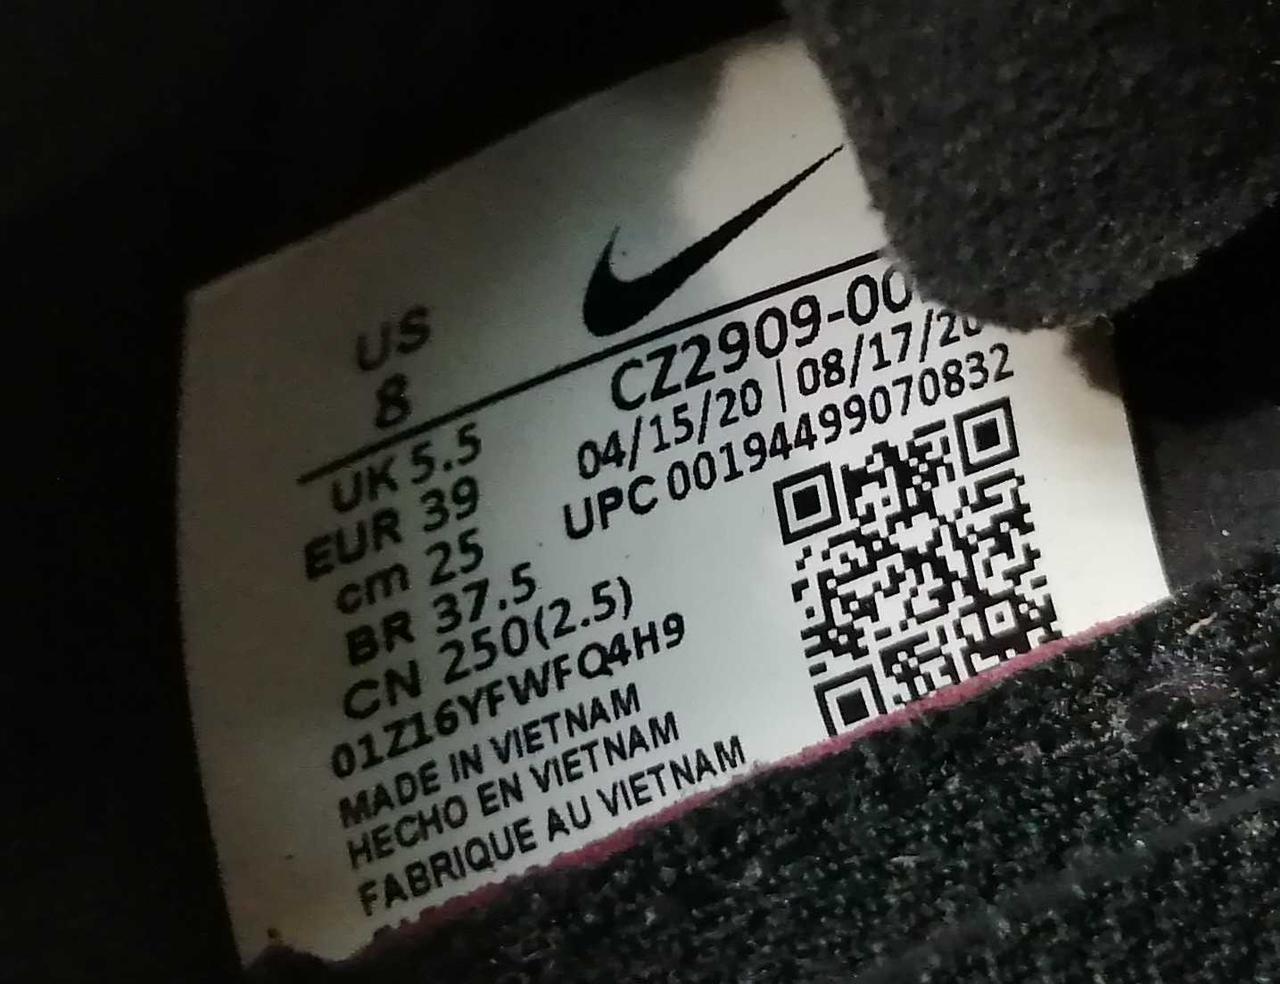 US
8
UK 5.5
EUR 39
cm 25
BR 37.5
CN 250(2.5)
01Z16YFWFQ4H9
MADE IN VIETNAM
HECHO EN VIETNAM
FABRIQUE AU VIETNAM
CZ2909-00
04/15/20 | 08/17/20
UPC 00194499070832